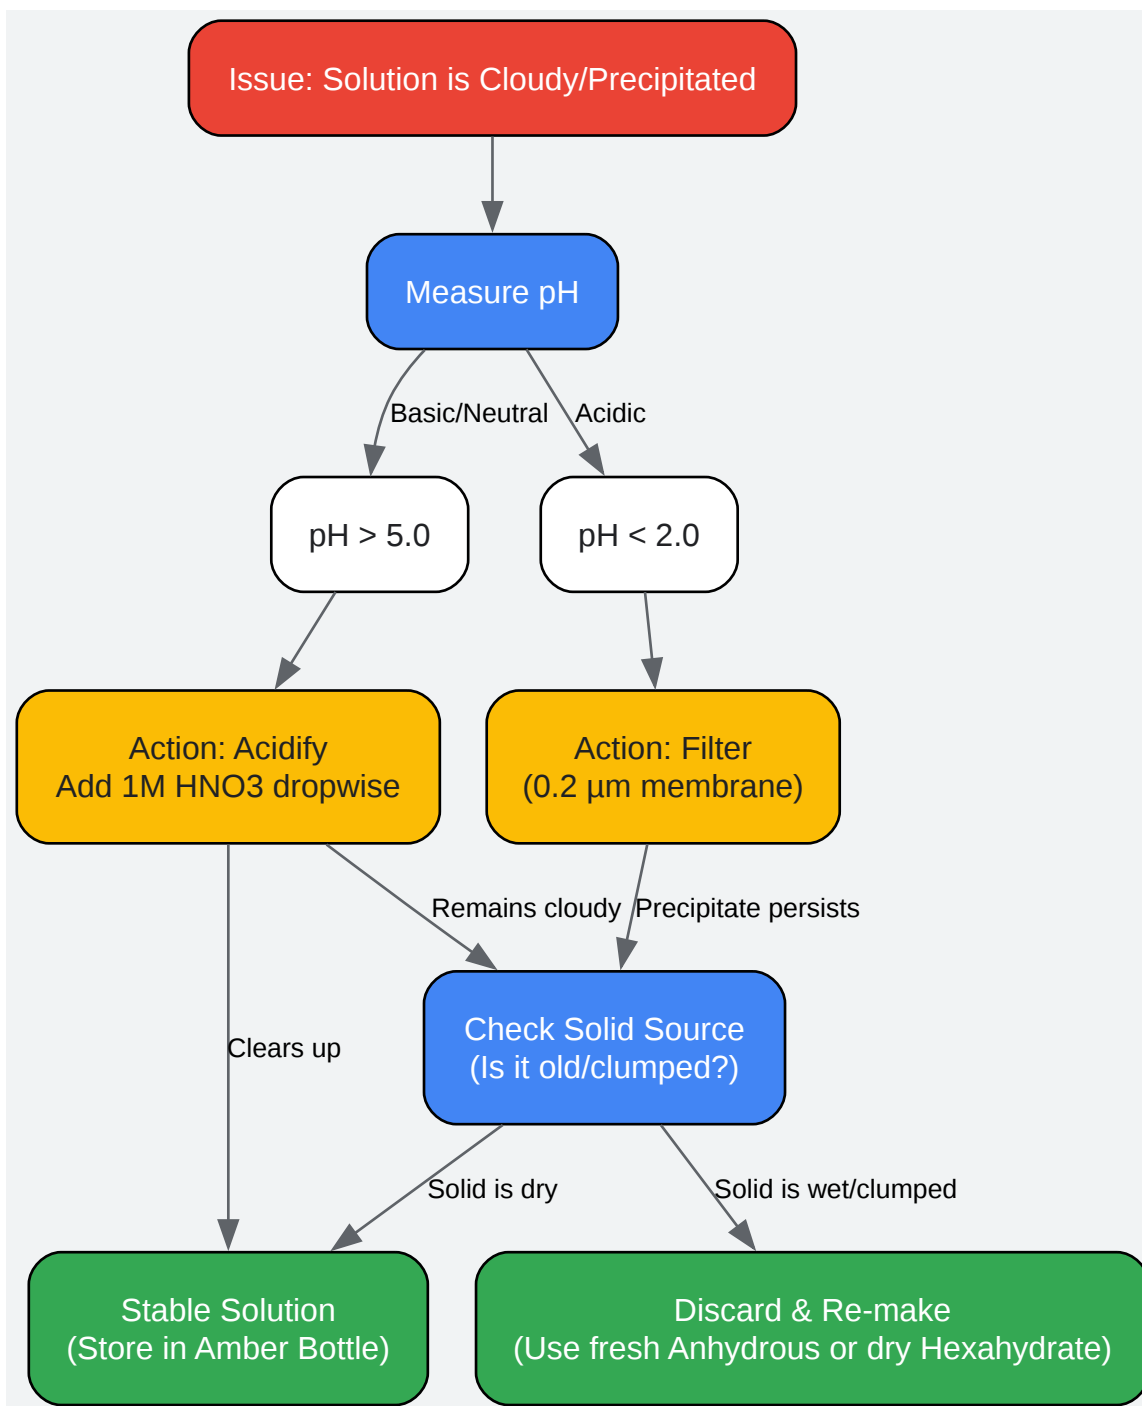 Issue: Solution is Cloudy/Precipitated
Measure pH
Basic/Neutral
Acidic
pH > 5.0
pH < 2.0
Action: Acidify
Add 1M HNO3 dropwise
Action: Filter
(0.2 µm membrane)
Remains cloudy
Precipitate persists
Check Solid Source
(Is it old/clumped?)
Clears up
Solid is dry
Solid is wet/clumped
Stable Solution
(Store in Amber Bottle)
Discard & Re-make
(Use fresh Anhydrous or dry Hexahydrate)